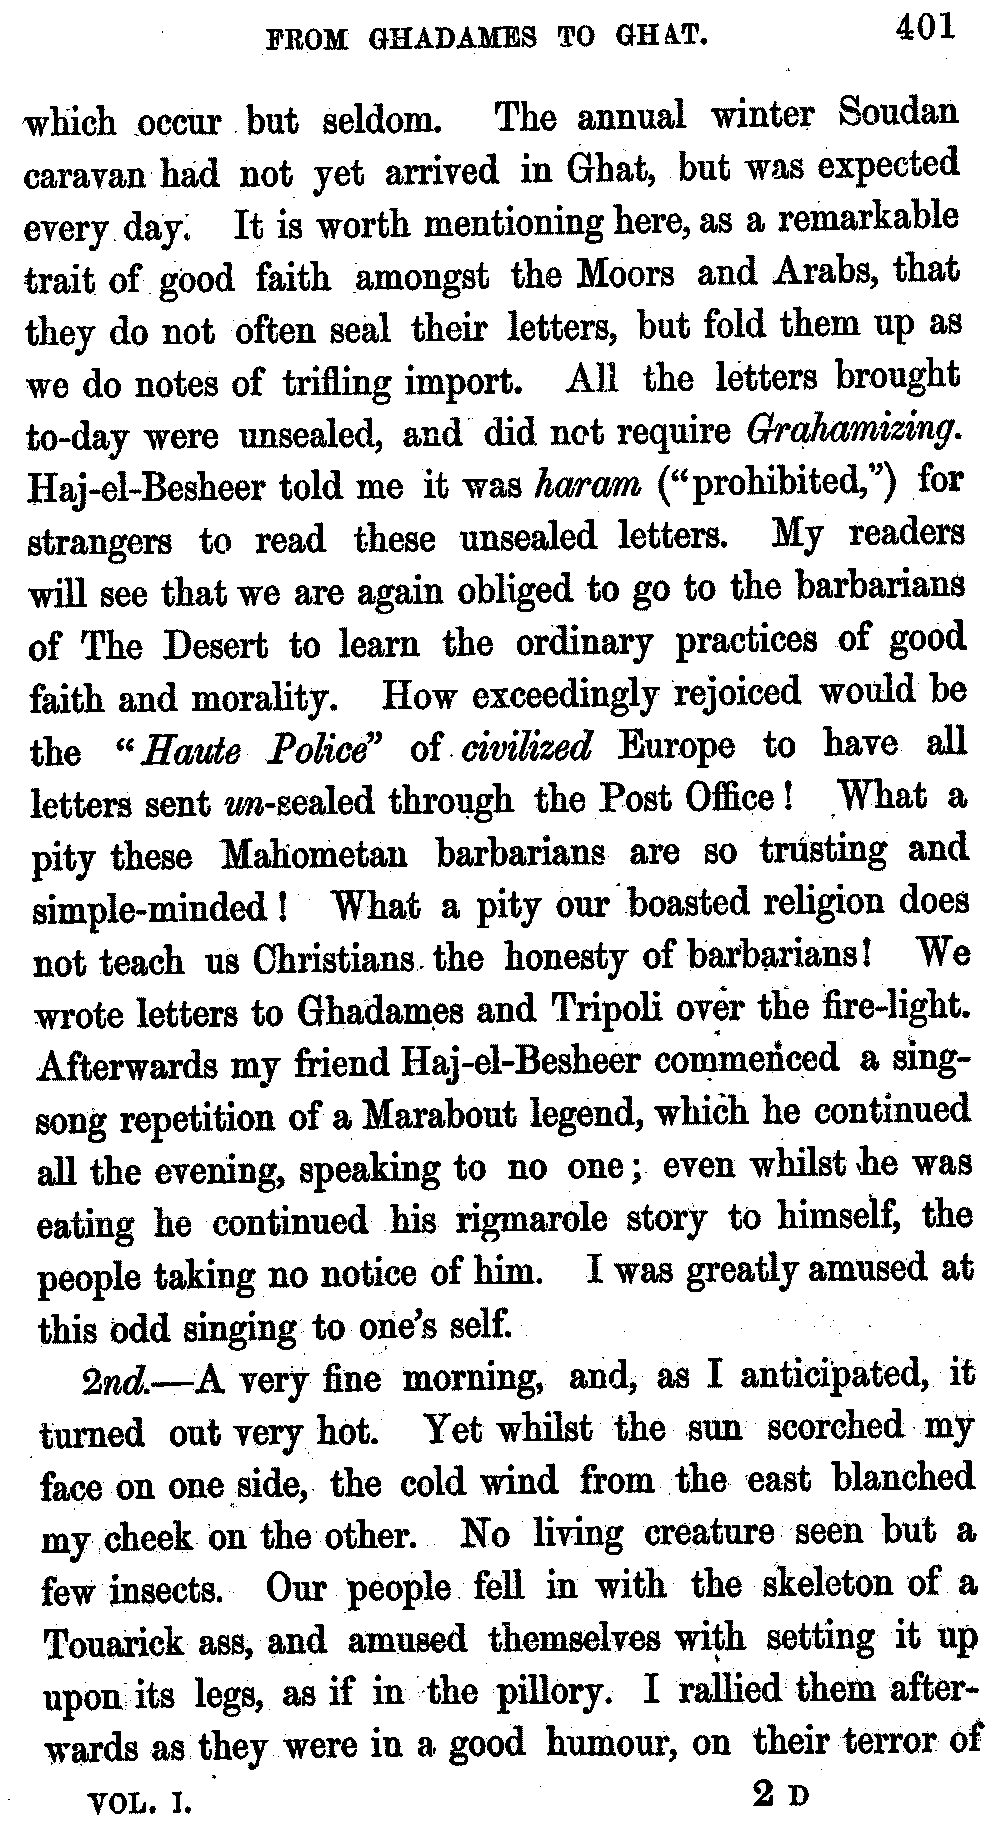 FROM GHADAMES TO GHAT. 401
which occur but seldom. The annual winter Soudan
caravan had not yet arrived in Ghat, but was expected
every day. It is worth mentioning here, as a remarkable
trait of good faith amongst the Moors and Arabs, that
they do not often seal their letters, but fold them up as
we do notes of trifling import. All the letters brought
to-day were unsealed, and did not require Grahamizing.
Haj-el-Besheer told me it was haram (“prohibited,”) for
strangers to read these unsealed letters. My readers
will see that we are again obliged to go to the barbarians
of The Desert to learn the ordinary practices of good
faith and morality. How exceedingly rejoiced would be
the “Haute Police” of civilized Europe to have all
letters sent un-sealed through the Post Office! What a
pity these Mahometan barbarians are so trusting and
simple-minded! What a pity our boasted religion does
not teach us Christians the honesty of barbarians! We
wrote letters to Ghadames and Tripoli over the fire-light.
Afterwards my friend Haj-el-Besheer commenced a sing-
song repetition of a Marabout legend, which he continued
all the evening, speaking to no one; even whilst he was
eating he continued his rigmarole story to himself, the
people taking no notice of him. I was greatly amused at
this odd singing to one’s self.
2nd.—A very fine morning, and, as I anticipated, it
turned out very hot. Yet whilst the sun scorched my
face on one side, the cold wind from the east blanched
my cheek on the other. No living creature seen but a
few insects. Our people fell in with the skeleton of a
Touarick ass, and amused themselves with setting it up
upon its legs, as if in the pillory. I rallied them after-
wards as they were in a good humour, on their terror of
VOL. I. 2 D